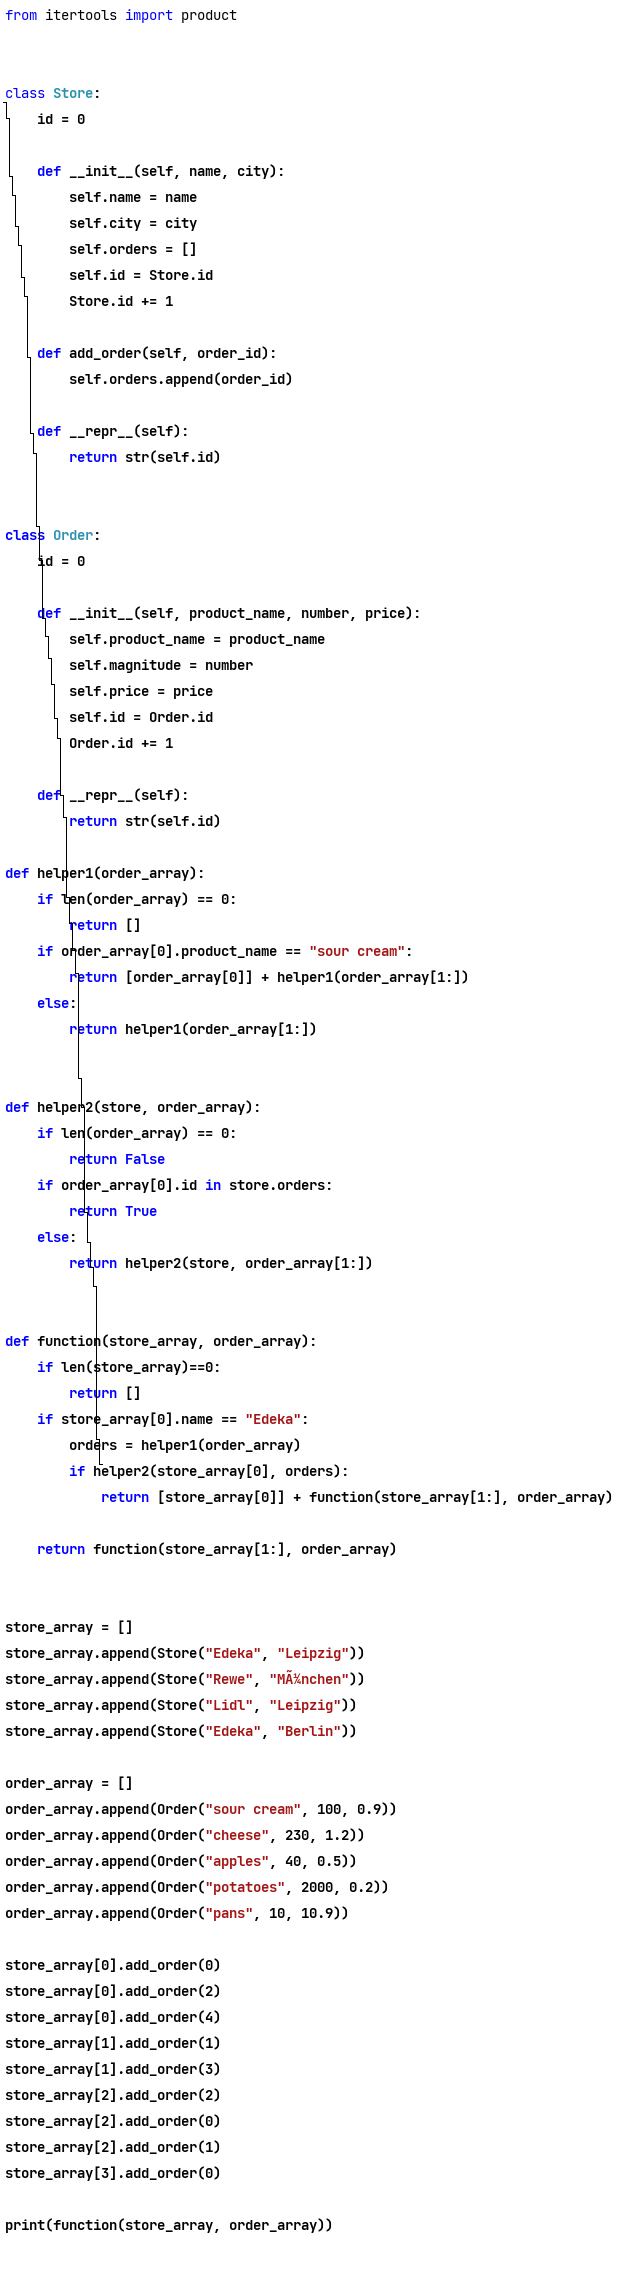 from itertools import product
class Store:
    id = 0
    def __init__(self, name, city):
        self.name = name
        self.city = city
        self.orders = []
        self.id = Store.id
        Store.id += 1
    def add_order(self, order_id):
        self.orders.append(order_id)
    def __repr__(self):
        return str(self.id)
class Order:
    id = 0
    def __init__(self, product_name, number, price):
        self.product_name = product_name
        self.magnitude = number
        self.price = price
        self.id = Order.id
        Order.id += 1
    def __repr__(self):
        return str(self.id)
def helper1(order_array):
    if len(order_array) == 0:
        return []
    if order_array[0].product_name == "sour cream":
        return [order_array[0]] + helper1(order_array[1:])
    else:
        return helper1(order_array[1:])
def helper2(store, order_array):
    if len(order_array) == 0:
        return False
    if order_array[0].id in store.orders:
        return True
    else:
        return helper2(store, order_array[1:])
def function(store_array, order_array):
    if len(store_array)==0:
        return []
    if store_array[0].name == "Edeka":
        orders = helper1(order_array)
        if helper2(store_array[0], orders):
            return [store_array[0]] + function(store_array[1:], order_array)
    return function(store_array[1:], order_array)
store_array = []
store_array.append(Store("Edeka", "Leipzig"))
store_array.append(Store("Rewe", "MÃ¼nchen"))
store_array.append(Store("Lidl", "Leipzig"))
store_array.append(Store("Edeka", "Berlin"))
order_array = []
order_array.append(Order("sour cream", 100, 0.9))
order_array.append(Order("cheese", 230, 1.2))
order_array.append(Order("apples", 40, 0.5))
order_array.append(Order("potatoes", 2000, 0.2))
order_array.append(Order("pans", 10, 10.9))
store_array[0].add_order(0)
store_array[0].add_order(2)
store_array[0].add_order(4)
store_array[1].add_order(1)
store_array[1].add_order(3)
store_array[2].add_order(2)
store_array[2].add_order(0)
store_array[2].add_order(1)
store_array[3].add_order(0)
print(function(store_array, order_array))